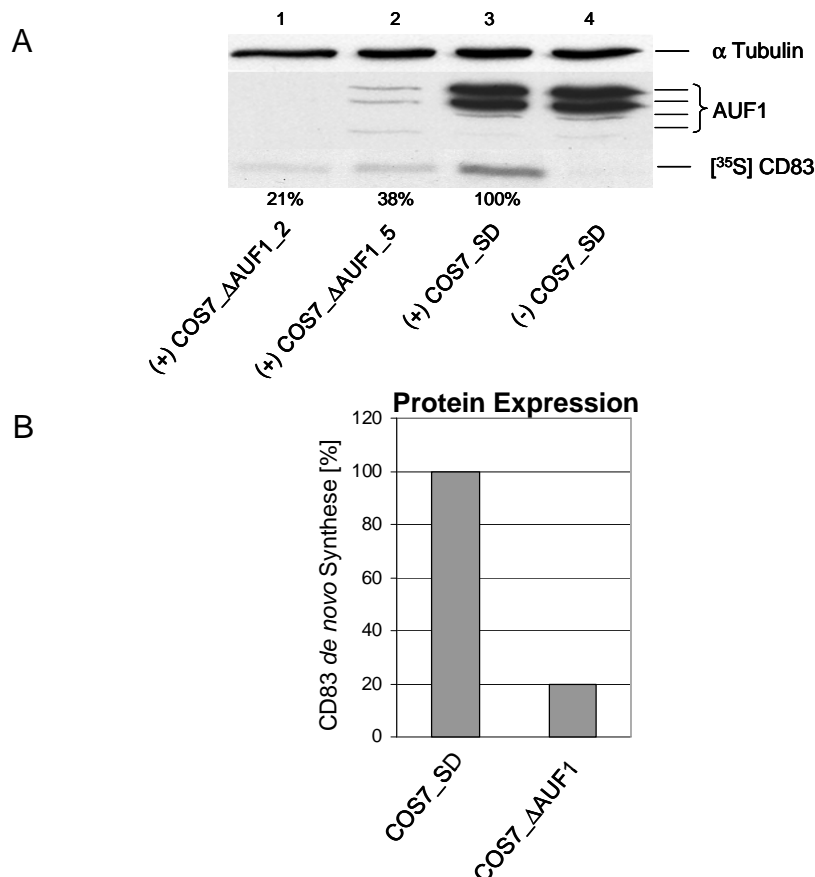 A
1 2 3 4
α Tubulin
AUF1
[³⁵S] CD83
21% 38% 100%
(+) COS7_ΔAUF1_2
(+) COS7_ΔAUF1_5
(+) COS7_SD
(-) COS7_SD
B
Protein Expression
CD83 de novo Synthese [%]
120
100
80
60
40
20
0
COS7_SD
COS7_ΔAUF1